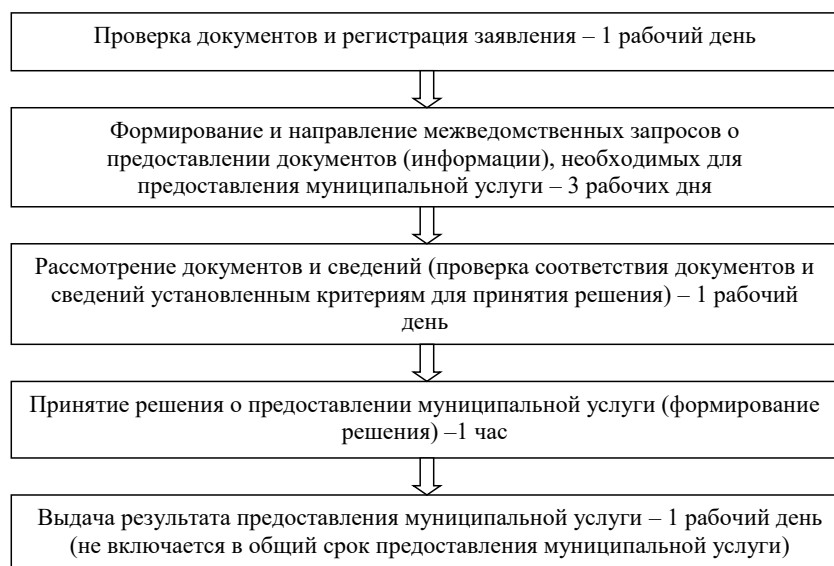 Проверка документов и регистрация заявления – 1 рабочий день
Формирование и направление межведомственных запросов о
предоставлении документов (информации), необходимых для
предоставления муниципальной услуги – 3 рабочих дня
Рассмотрение документов и сведений (проверка соответствия документов и
сведений установленным критериям для принятия решения) – 1 рабочий
день
Принятие решения о предоставлении муниципальной услуги (формирование
решения) –1 час
Выдача результата предоставления муниципальной услуги – 1 рабочий день
(не включается в общий срок предоставления муниципальной услуги)